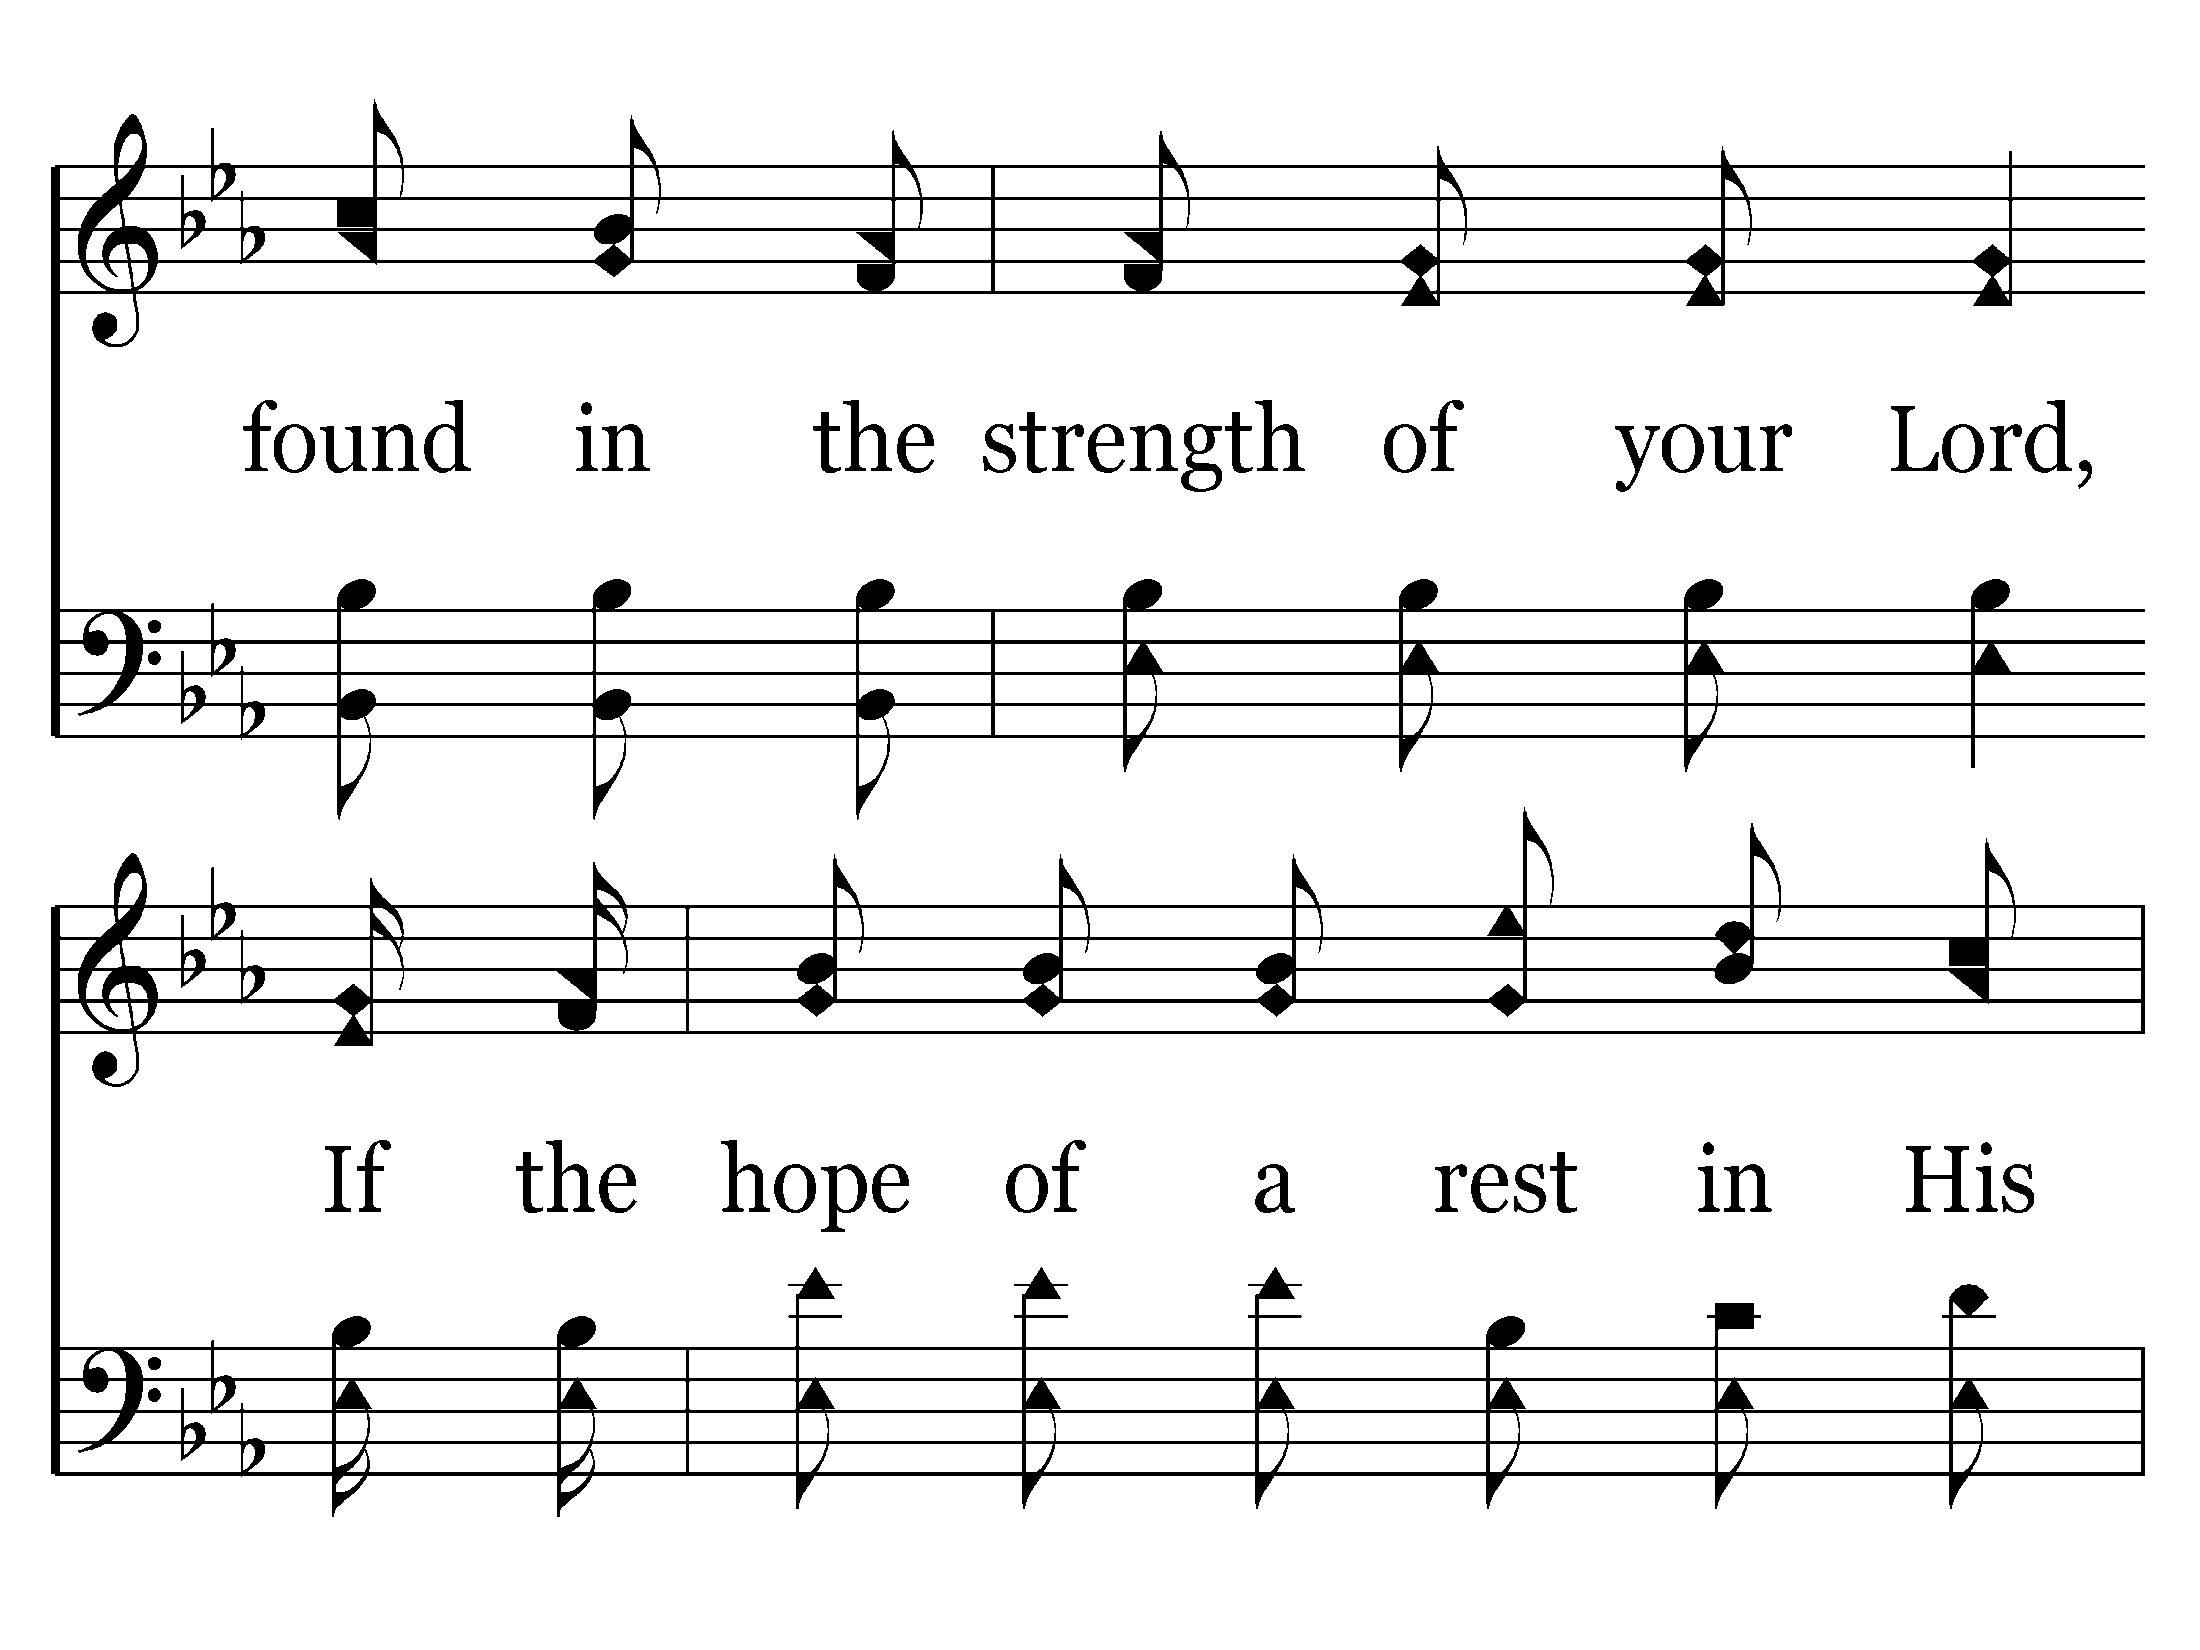 found in the strength of your Lord,
If the hope of a rest in His